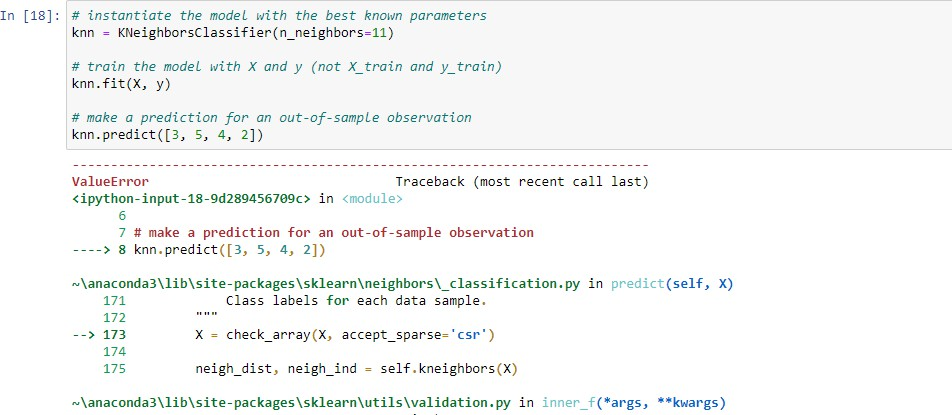 In [18]: # instantiate the model with the best known parameters
knn = KNeighborsClassifier(n_neighbors=11)
# train the model with X and y (not X_train and y_train)
knn.fit(X, y)
# make a prediction for an out-of-sample observation
knn.predict([3, 5, 4, 2])
---------------------------------------------------------------------------
ValueError                                Traceback (most recent call last)
<ipython-input-18-9d289456709c> in <module>
      6
      7 # make a prediction for an out-of-sample observation
----> 8 knn.predict([3, 5, 4, 2])
~\anaconda3\lib\site-packages\sklearn\neighbors\_classification.py in predict(self, X)
    171             Class labels for each data sample.
    172         """
--> 173         X = check_array(X, accept_sparse='csr')
    174
    175         neigh_dist, neigh_ind = self.kneighbors(X)
~\anaconda3\lib\site-packages\sklearn\utils\validation.py in inner_f(*args, **kwargs)